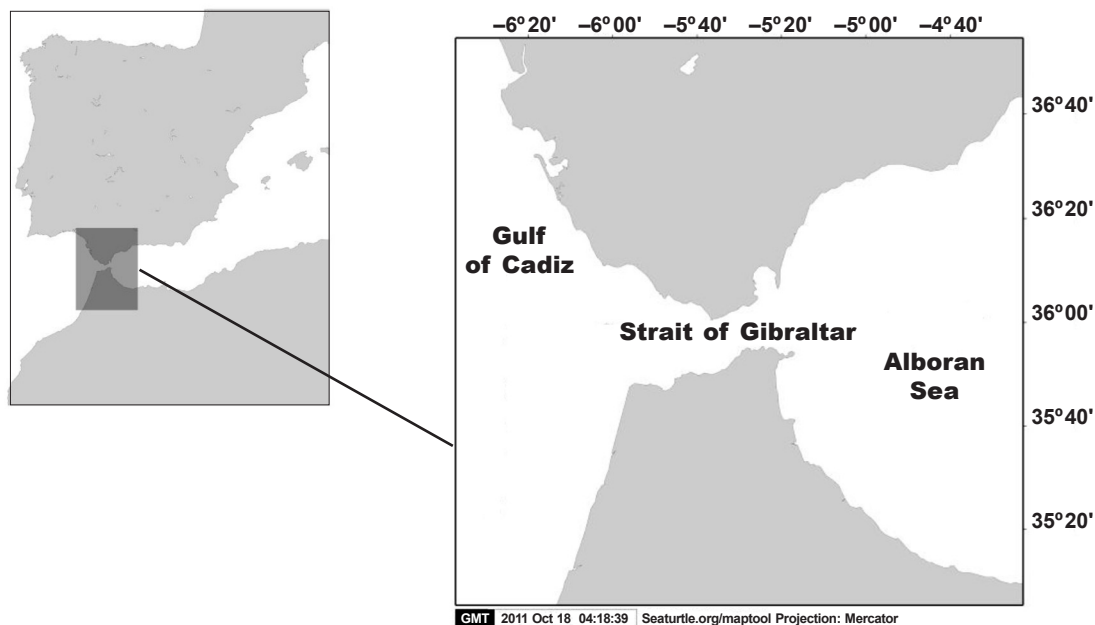 –6º20' –6º00' –5º40' –5º20' –5º00' –4º40'
36º40'
36º20'
Gulf
of Cadiz
36º00'
Strait of Gibraltar
Alboran
Sea
35º40'
35º20'
GMT 2011 Oct 18 04:18:39 Seaturtle.org/maptool Projection: Mercator